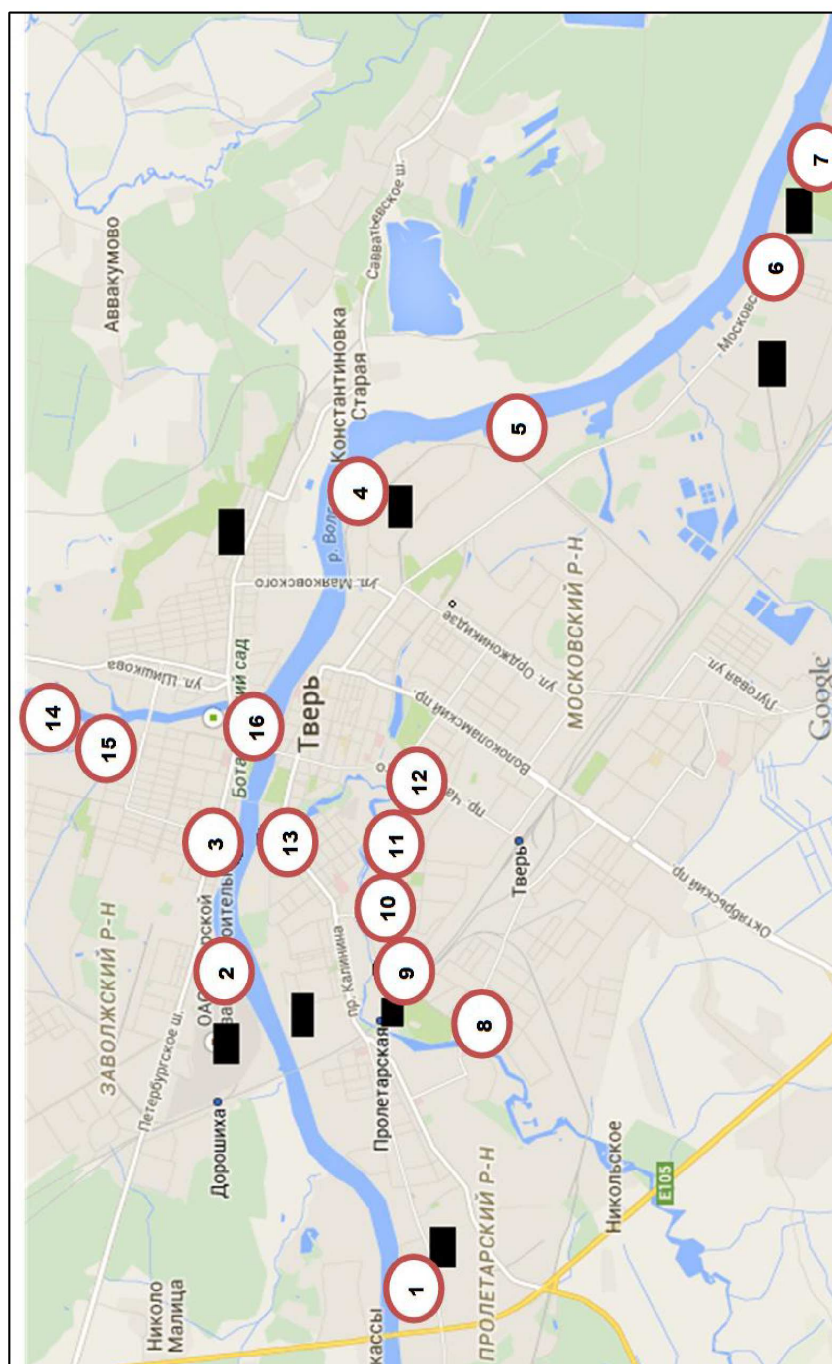 14
15
Аввакумово
ЗАВОЛЖСКИЙ Р-Н
Петербургское ш.
Николо
Малица
ул. Шишкова
Дорошиха
3
2
ОАО
16
Ботанический сад
ул. Маяковского
13
Тверь
р. Волга
Константиновка
Старая
Савватьевское ш.
пр. Калинина
4
Пролетарская
10
11
9
12
1
8
ПРОЛЕТАРСКИЙ Р-Н
5
ул. Орджоникидзе
Волоколамский пр.
Тверь
МОСКОВСКИЙ Р-Н
Никольское
E105
Луговая ул.
Октябрьский пр.
6
7
Google